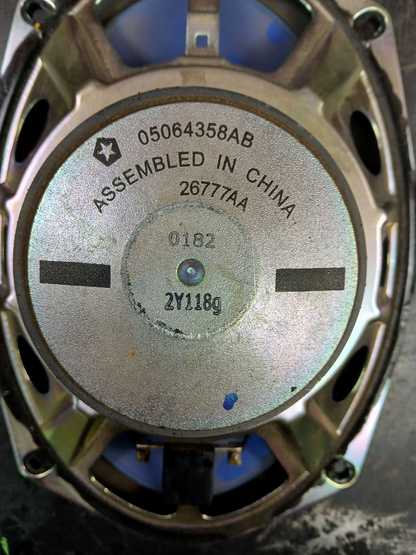 05064358AB
ASSEMBLED IN CHINA
26777AA
0182
2Y118g